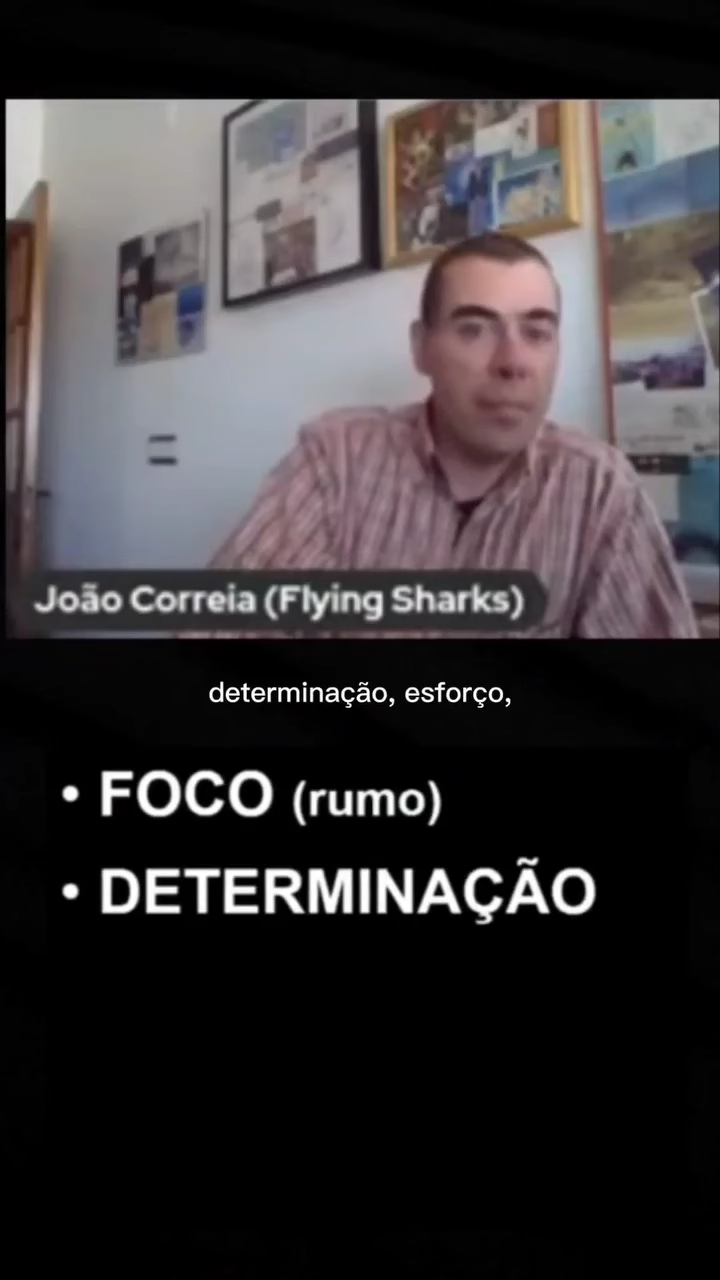 João Correia (Flying Sharks)
determinação, esforço,
• FOCO (rumo)
• DETERMINAÇÃO